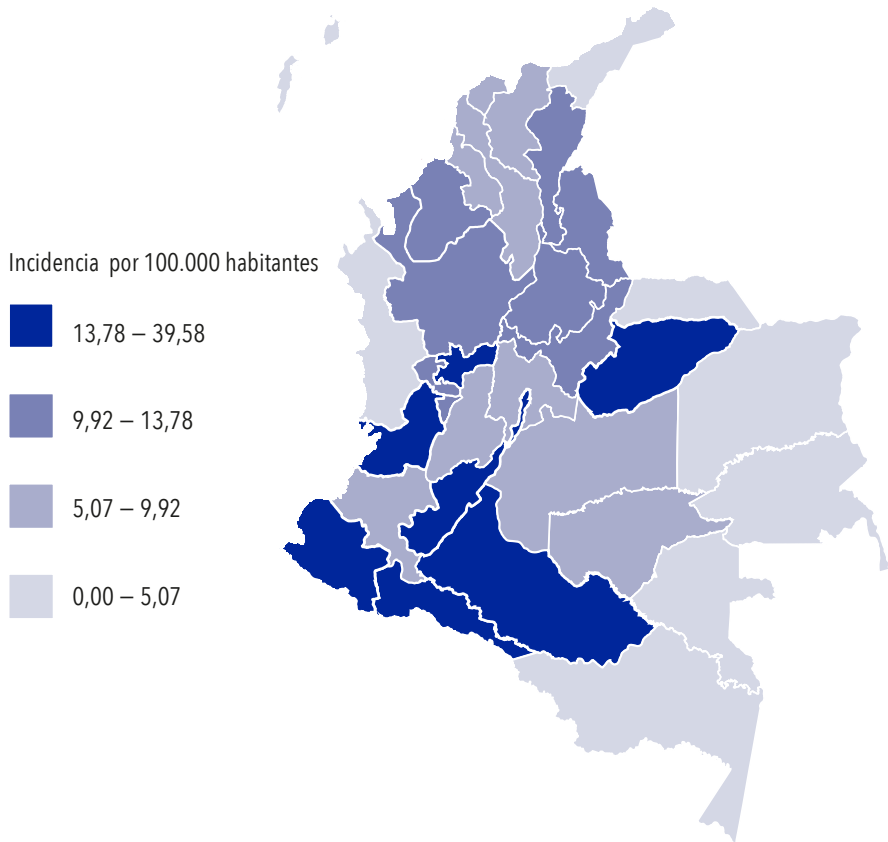 Incidencia por 100.000 habitantes
13,78 – 39,58
9,92 – 13,78
5,07 – 9,92
0,00 – 5,07